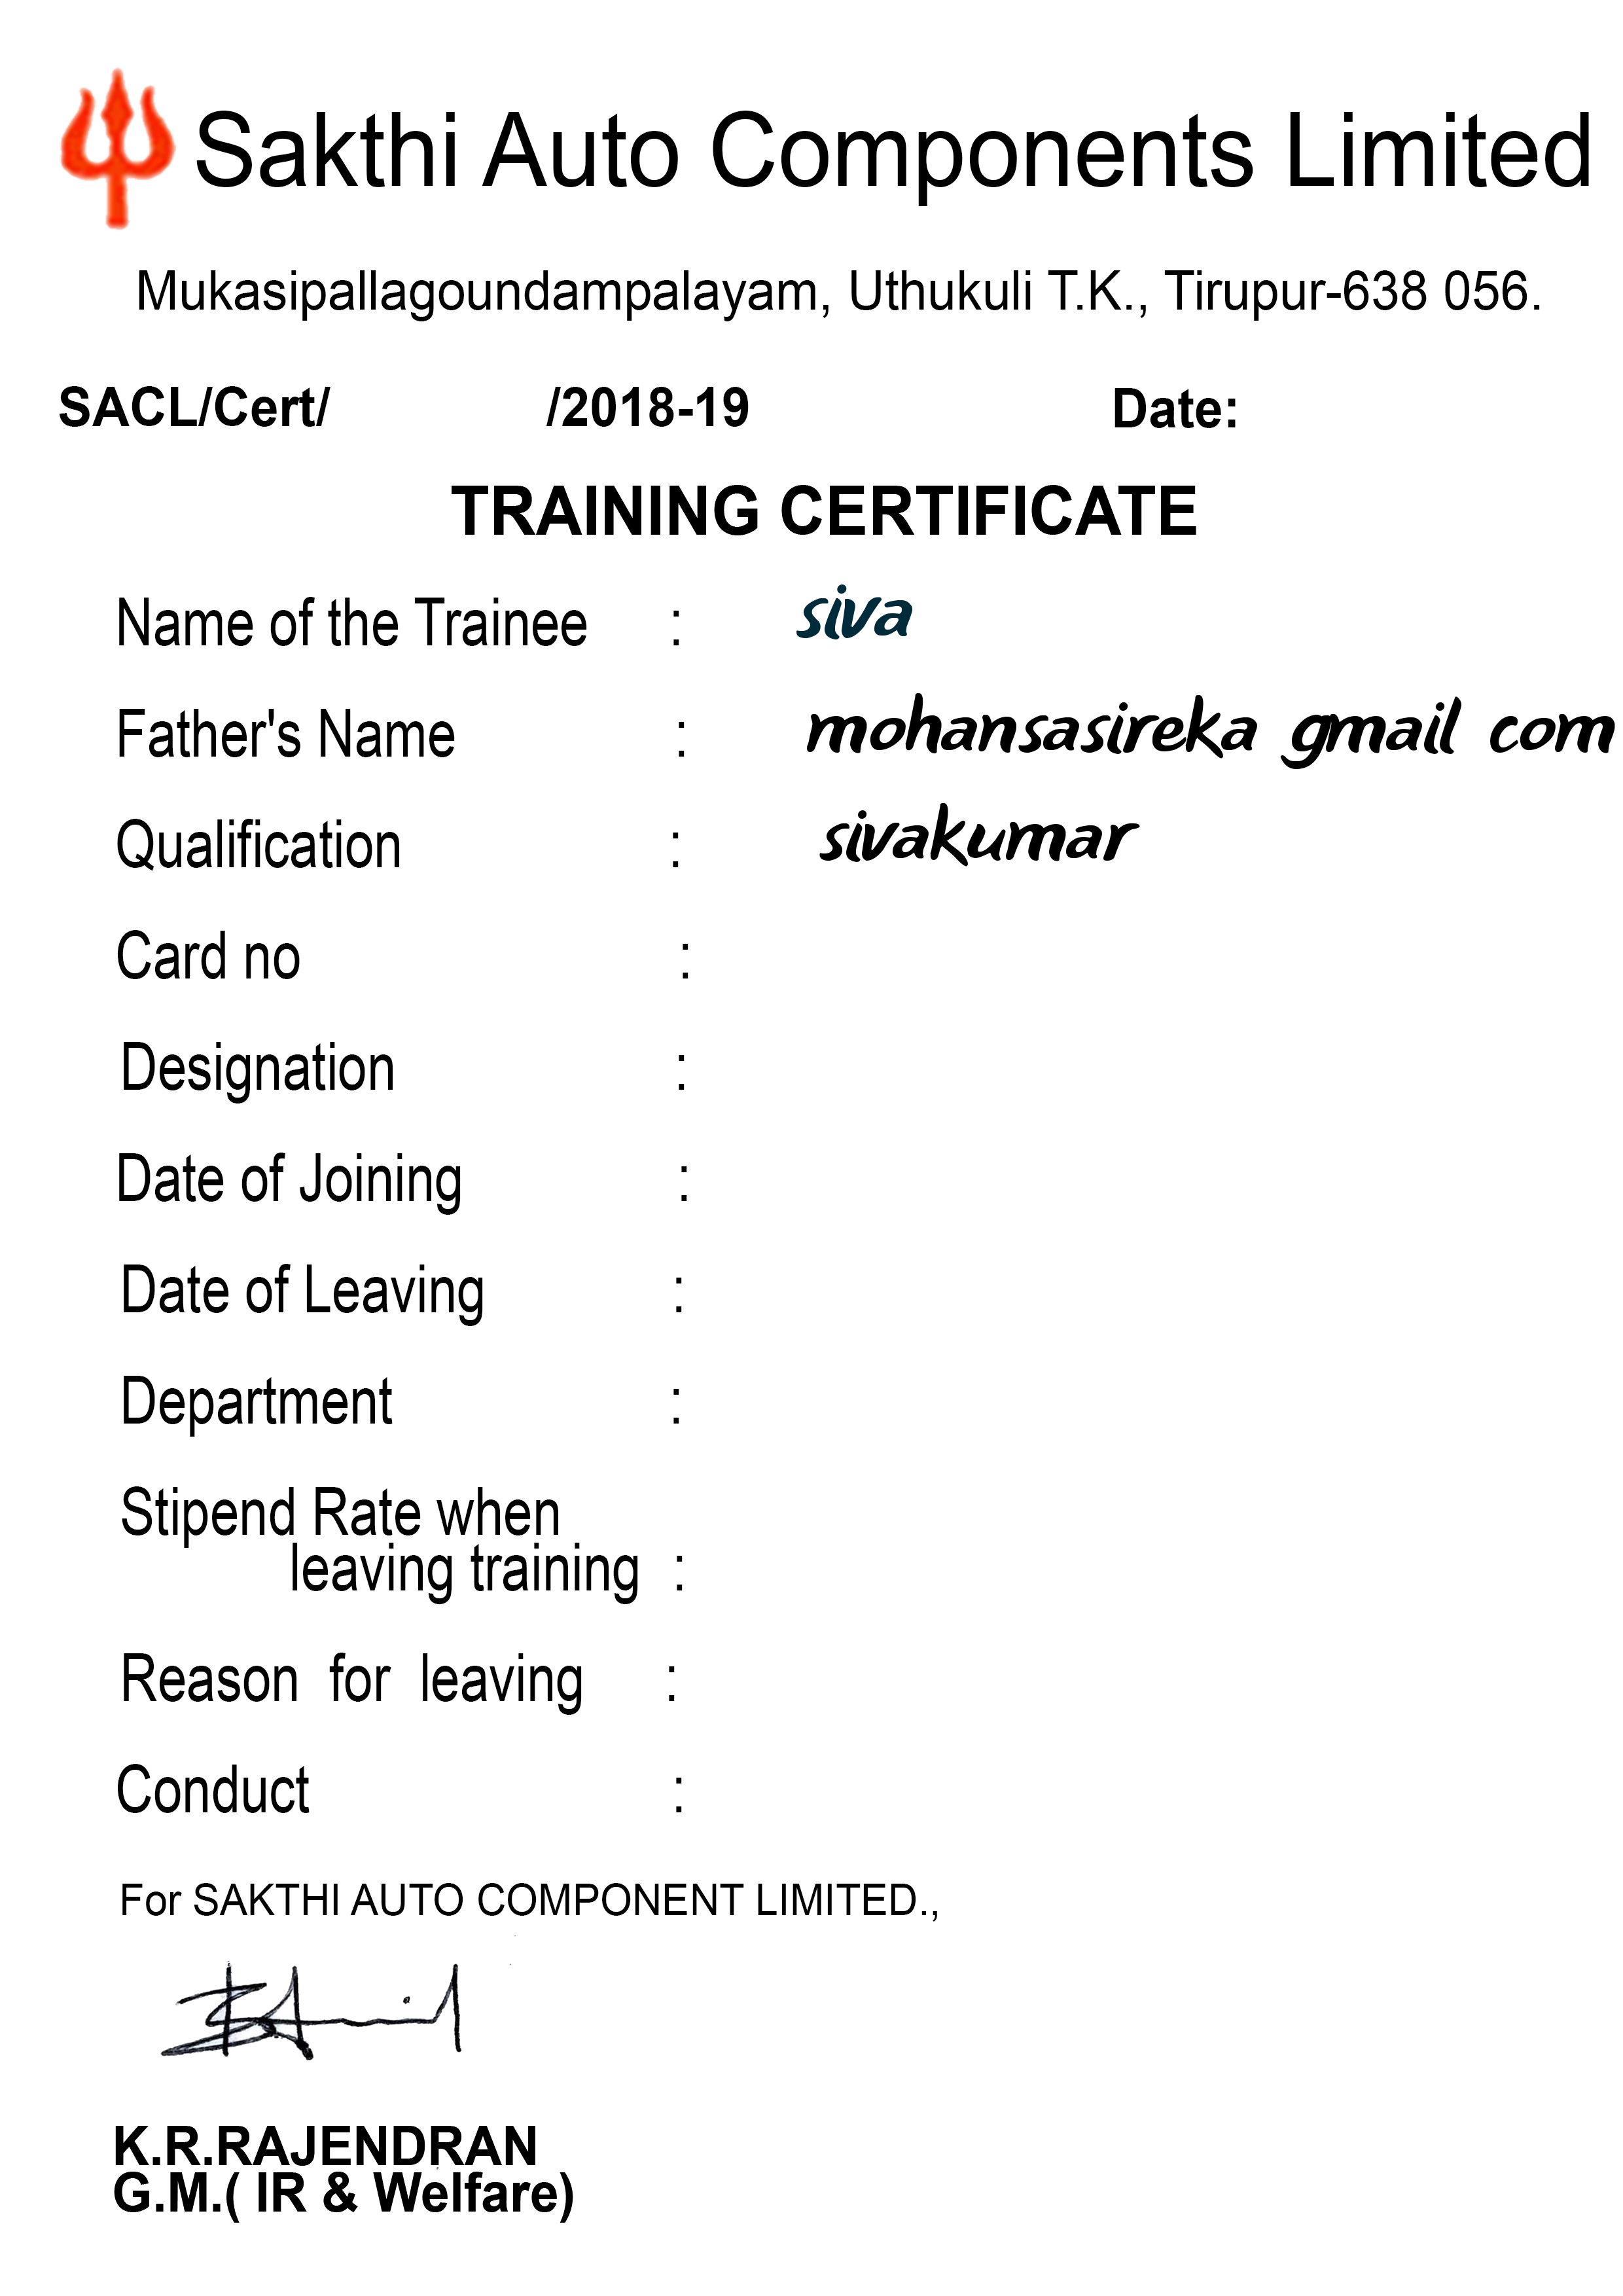 Sakthi Auto Components Limited
Mukasipallagoundampalayam, Uthukuli T.K., Tirupur-638 056.
SACL/Cert/ /2018-19 Date:
TRAINING CERTIFICATE
Name of the Trainee : siva
Father's Name : mohansasireka gmail com
Qualification : sivakumar
Card no :
Designation :
Date of Joining :
Date of Leaving :
Department :
Stipend Rate when
leaving training :
Reason for leaving :
Conduct :
For SAKTHI AUTO COMPONENT LIMITED.,
K.R.RAJENDRAN
G.M.( IR & Welfare)